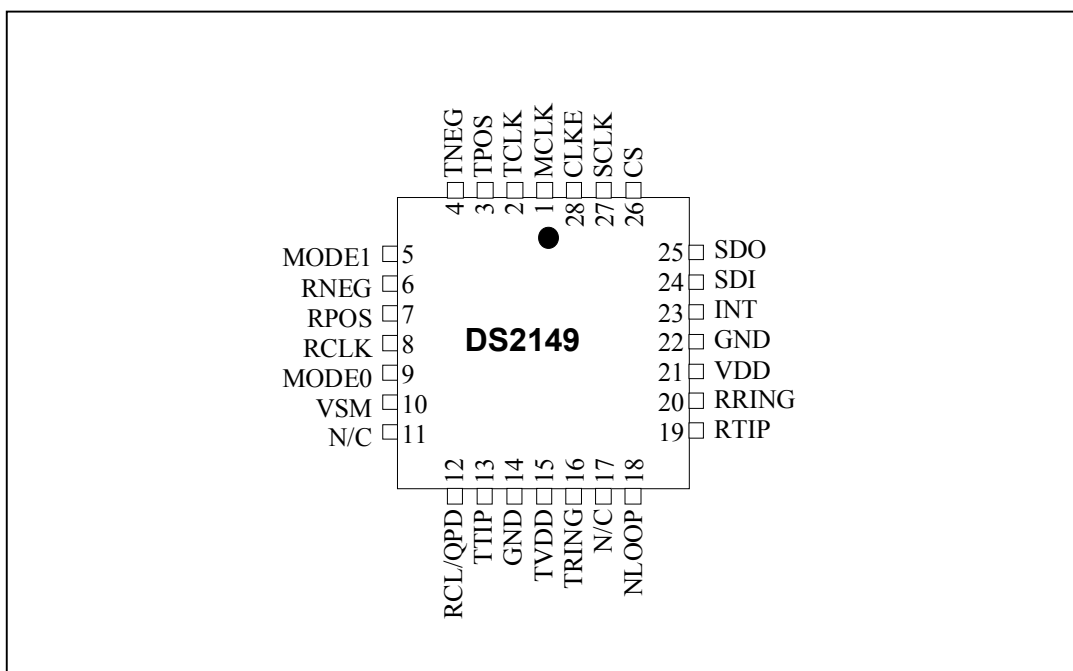 TNEG
TPOS
TCLK
MCLK
CLKE
SCLK
CS
4
3
2
1
28
27
26
MODE1 5
RNEG 6
RPOS 7
RCLK 8
MODE0 9
VSM 10
N/C 11
DS2149
25 SDO
24 SDI
23 INT
22 GND
21 VDD
20 RRING
19 RTIP
12
13
14
15
16
17
18
RCL/QPD
TTIP
GND
TVDD
TRING
N/C
NLOOP